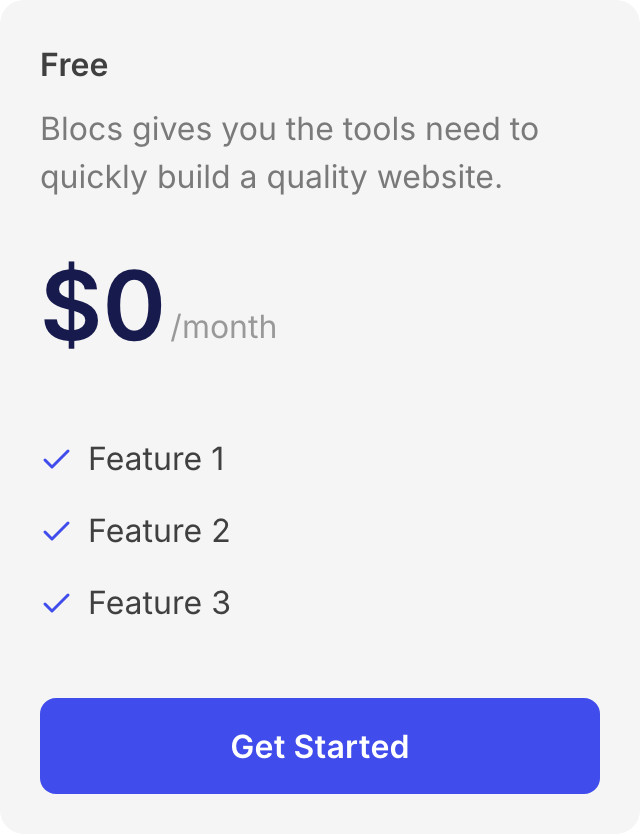 Free
Blocs gives you the tools need to
quickly build a quality website.
$0 /month
Feature 1
Feature 2
Feature 3
Get Started